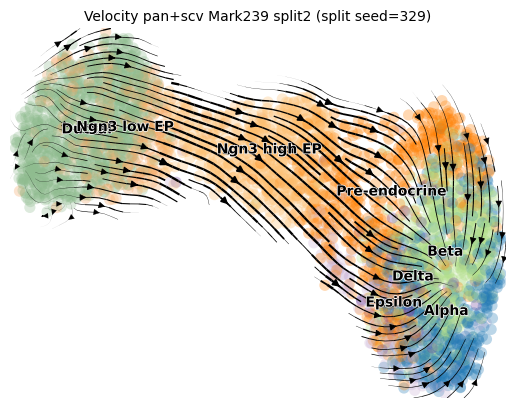 Velocity pan+scv Mark239 split2 (split seed=329)
Ngn3 low EP
Ngn3 high EP
Pre-endocrine
Beta
Delta
Epsilon
Alpha